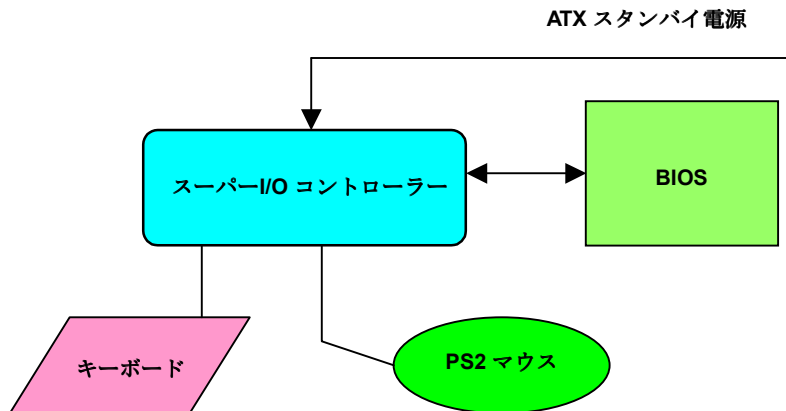 ATX スタンバイ電源
スーパーI/O コントローラー
BIOS
キーボード
PS2 マウス